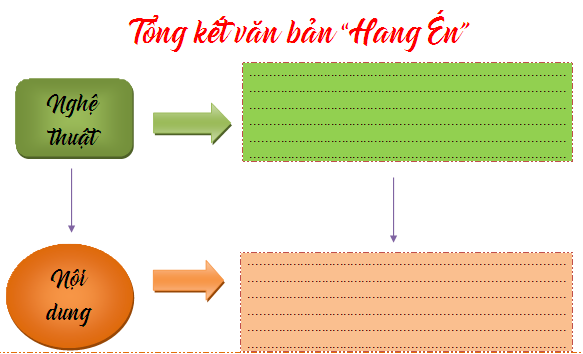 Tổng kết văn bản “Hang Én”
Nghệ
thuật
Nội
dung